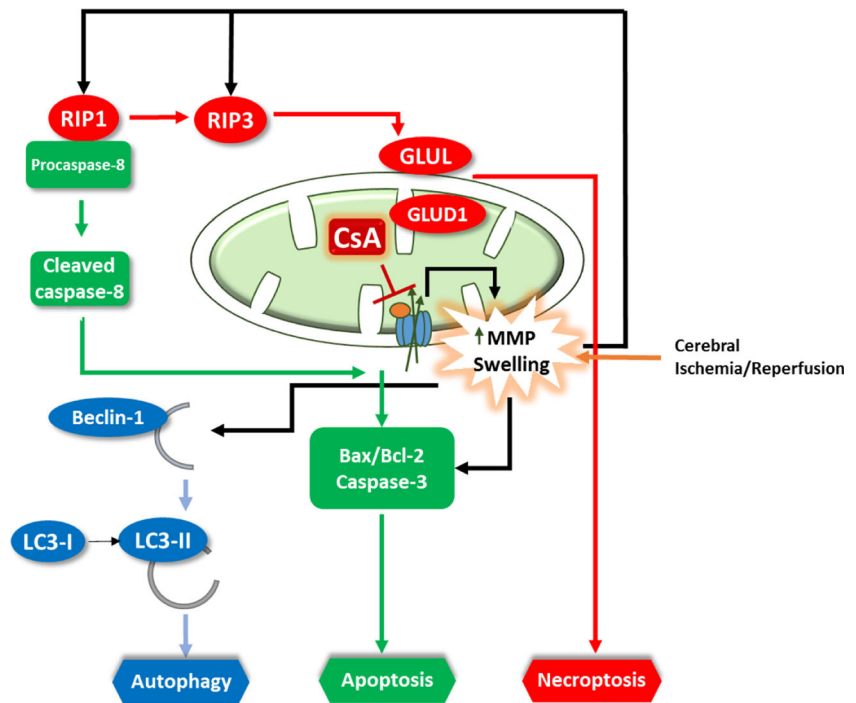 RIP1
RIP3
Procaspase-8
GLUL
GLUD1
CsA
Cleaved
caspase-8
MMP
Swelling
Cerebral
Ischemia/Reperfusion
Beclin-1
Bax/Bcl-2
Caspase-3
LC3-I
LC3-II
Autophagy
Apoptosis
Necroptosis